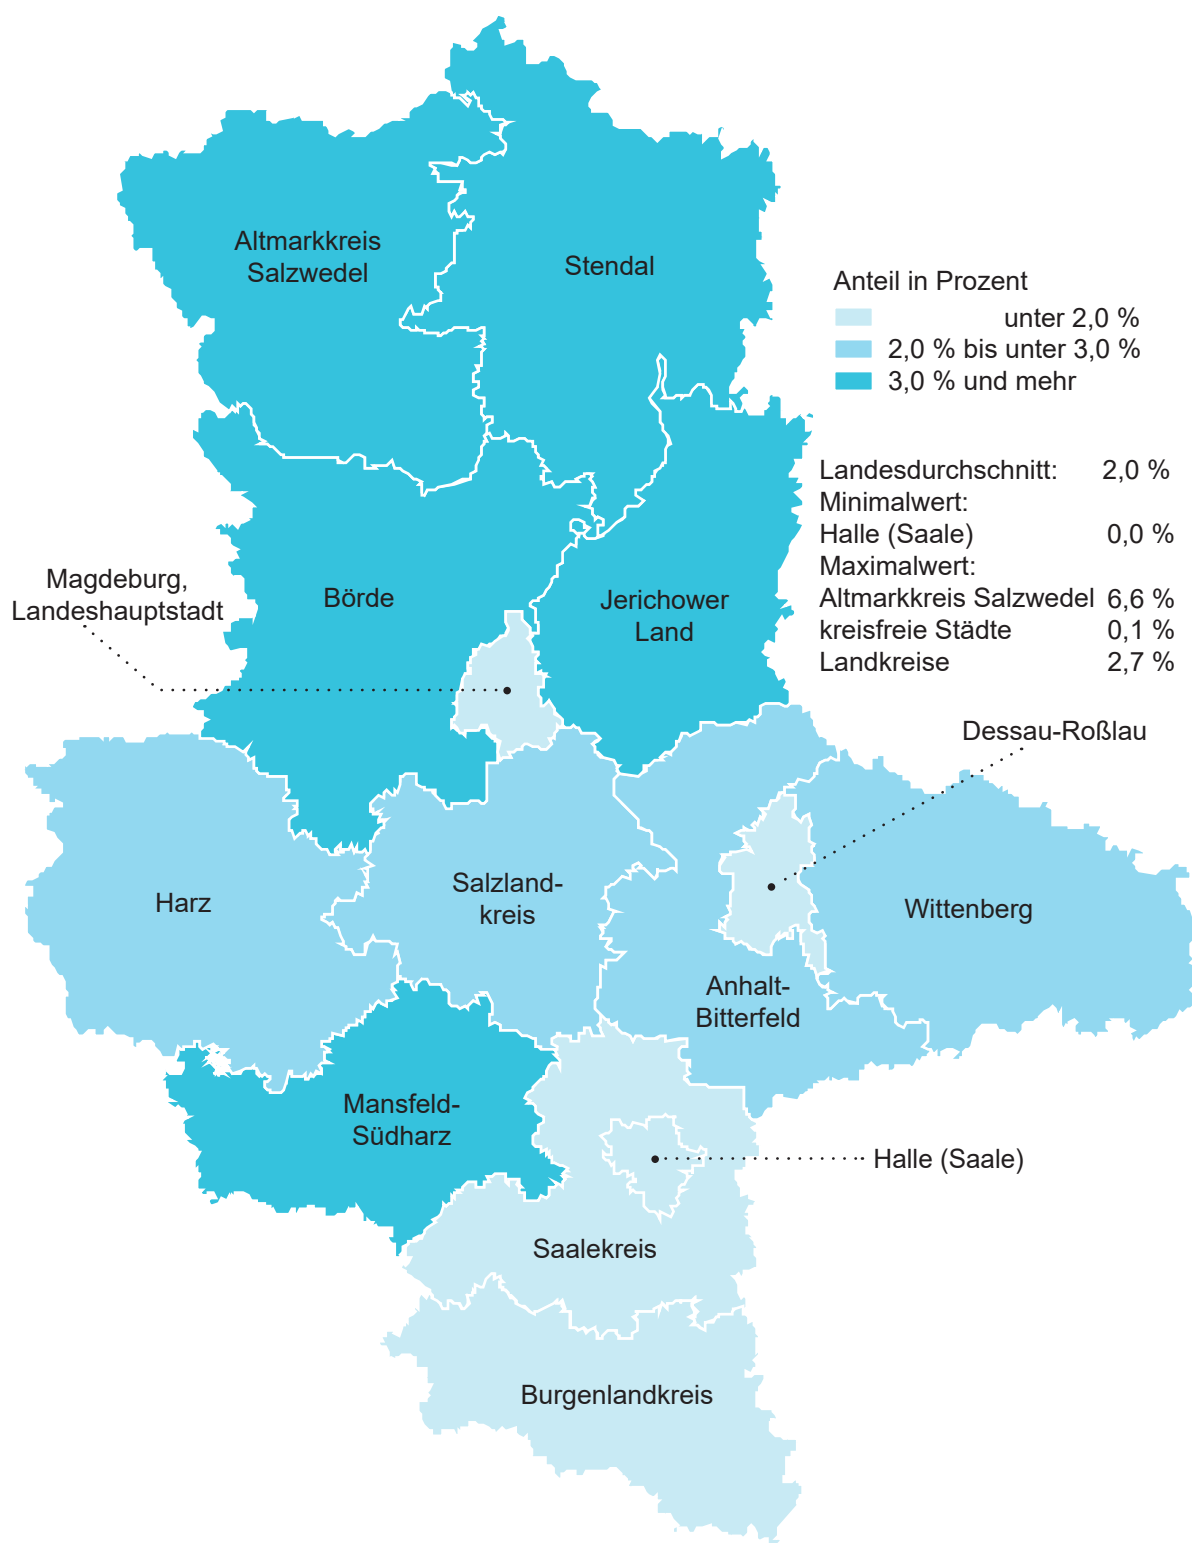 Altmarkkreis
Salzwedel
Stendal
Anteil in Prozent
unter 2,0 %
2,0 % bis unter 3,0 %
3,0 % und mehr
Landesdurchschnitt: 2,0 %
Minimalwert:
Halle (Saale) 0,0 %
Maximalwert:
Altmarkkreis Salzwedel 6,6 %
kreisfreie Städte 0,1 %
Landkreise 2,7 %
Magdeburg,
Landeshauptstadt
Börde
Jerichower
Land
Dessau-Roßlau
Harz
Salzland-
kreis
Wittenberg
Anhalt-
Bitterfeld
Mansfeld-
Südharz
Halle (Saale)
Saalekreis
Burgenlandkreis